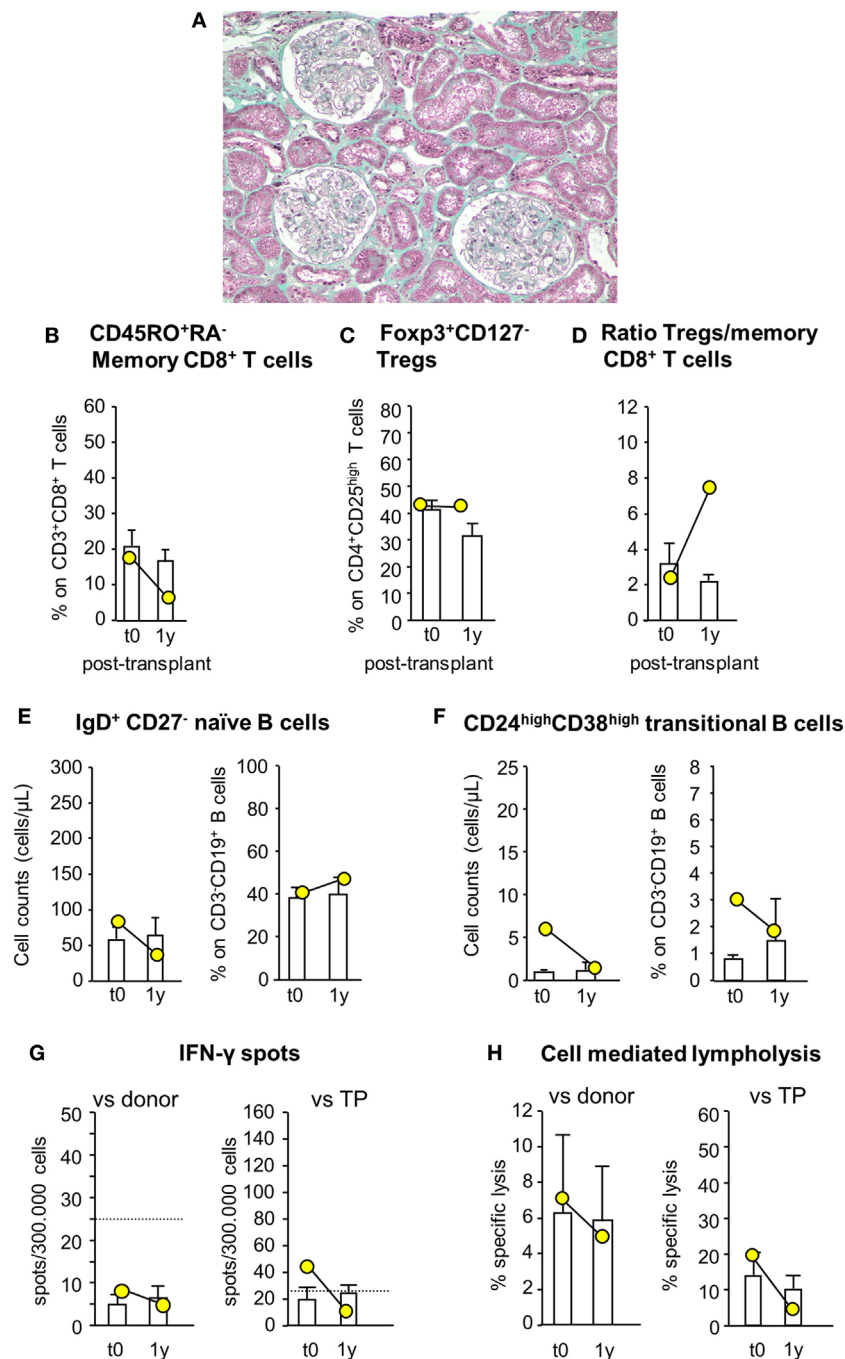 A
B CD45RO⁺RA⁻
Memory CD8⁺ T cells
C Foxp3⁺CD127⁻
Tregs
D Ratio Tregs/memory
CD8⁺ T cells
% on CD3⁺CD8⁺ T cells
60
50
40
30
20
10
0
t0 1y
post-transplant
% on CD4⁺CD25ʰⁱᵍʰ T cells
80
70
60
50
40
30
20
10
0
t0 1y
post-transplant
12
10
8
6
4
2
0
t0 1y
post-transplant
E IgD⁺ CD27⁻ naïve B cells
Cell counts (cells/µL)
300
250
200
150
100
50
0
t0 1y
% on CD3⁻CD19⁺ B cells
100
80
60
40
20
0
t0 1y
F CD24ʰⁱᵍʰCD38ʰⁱᵍʰ transitional B cells
Cell counts (cells/µL)
25
20
15
10
5
0
t0 1y
% on CD3⁻CD19⁺ B cells
8
7
6
5
4
3
2
1
0
t0 1y
G IFN-γ spots
vs donor
spots/300.000 cells
50
40
30
20
10
0
t0 1y
vs TP
spots/300.000 cells
160
140
120
100
80
60
40
20
0
t0 1y
H Cell mediated lympholysis
vs donor
% specific lysis
12
10
8
6
4
2
0
t0 1y
vs TP
% specific lysis
60
50
40
30
20
10
0
t0 1y